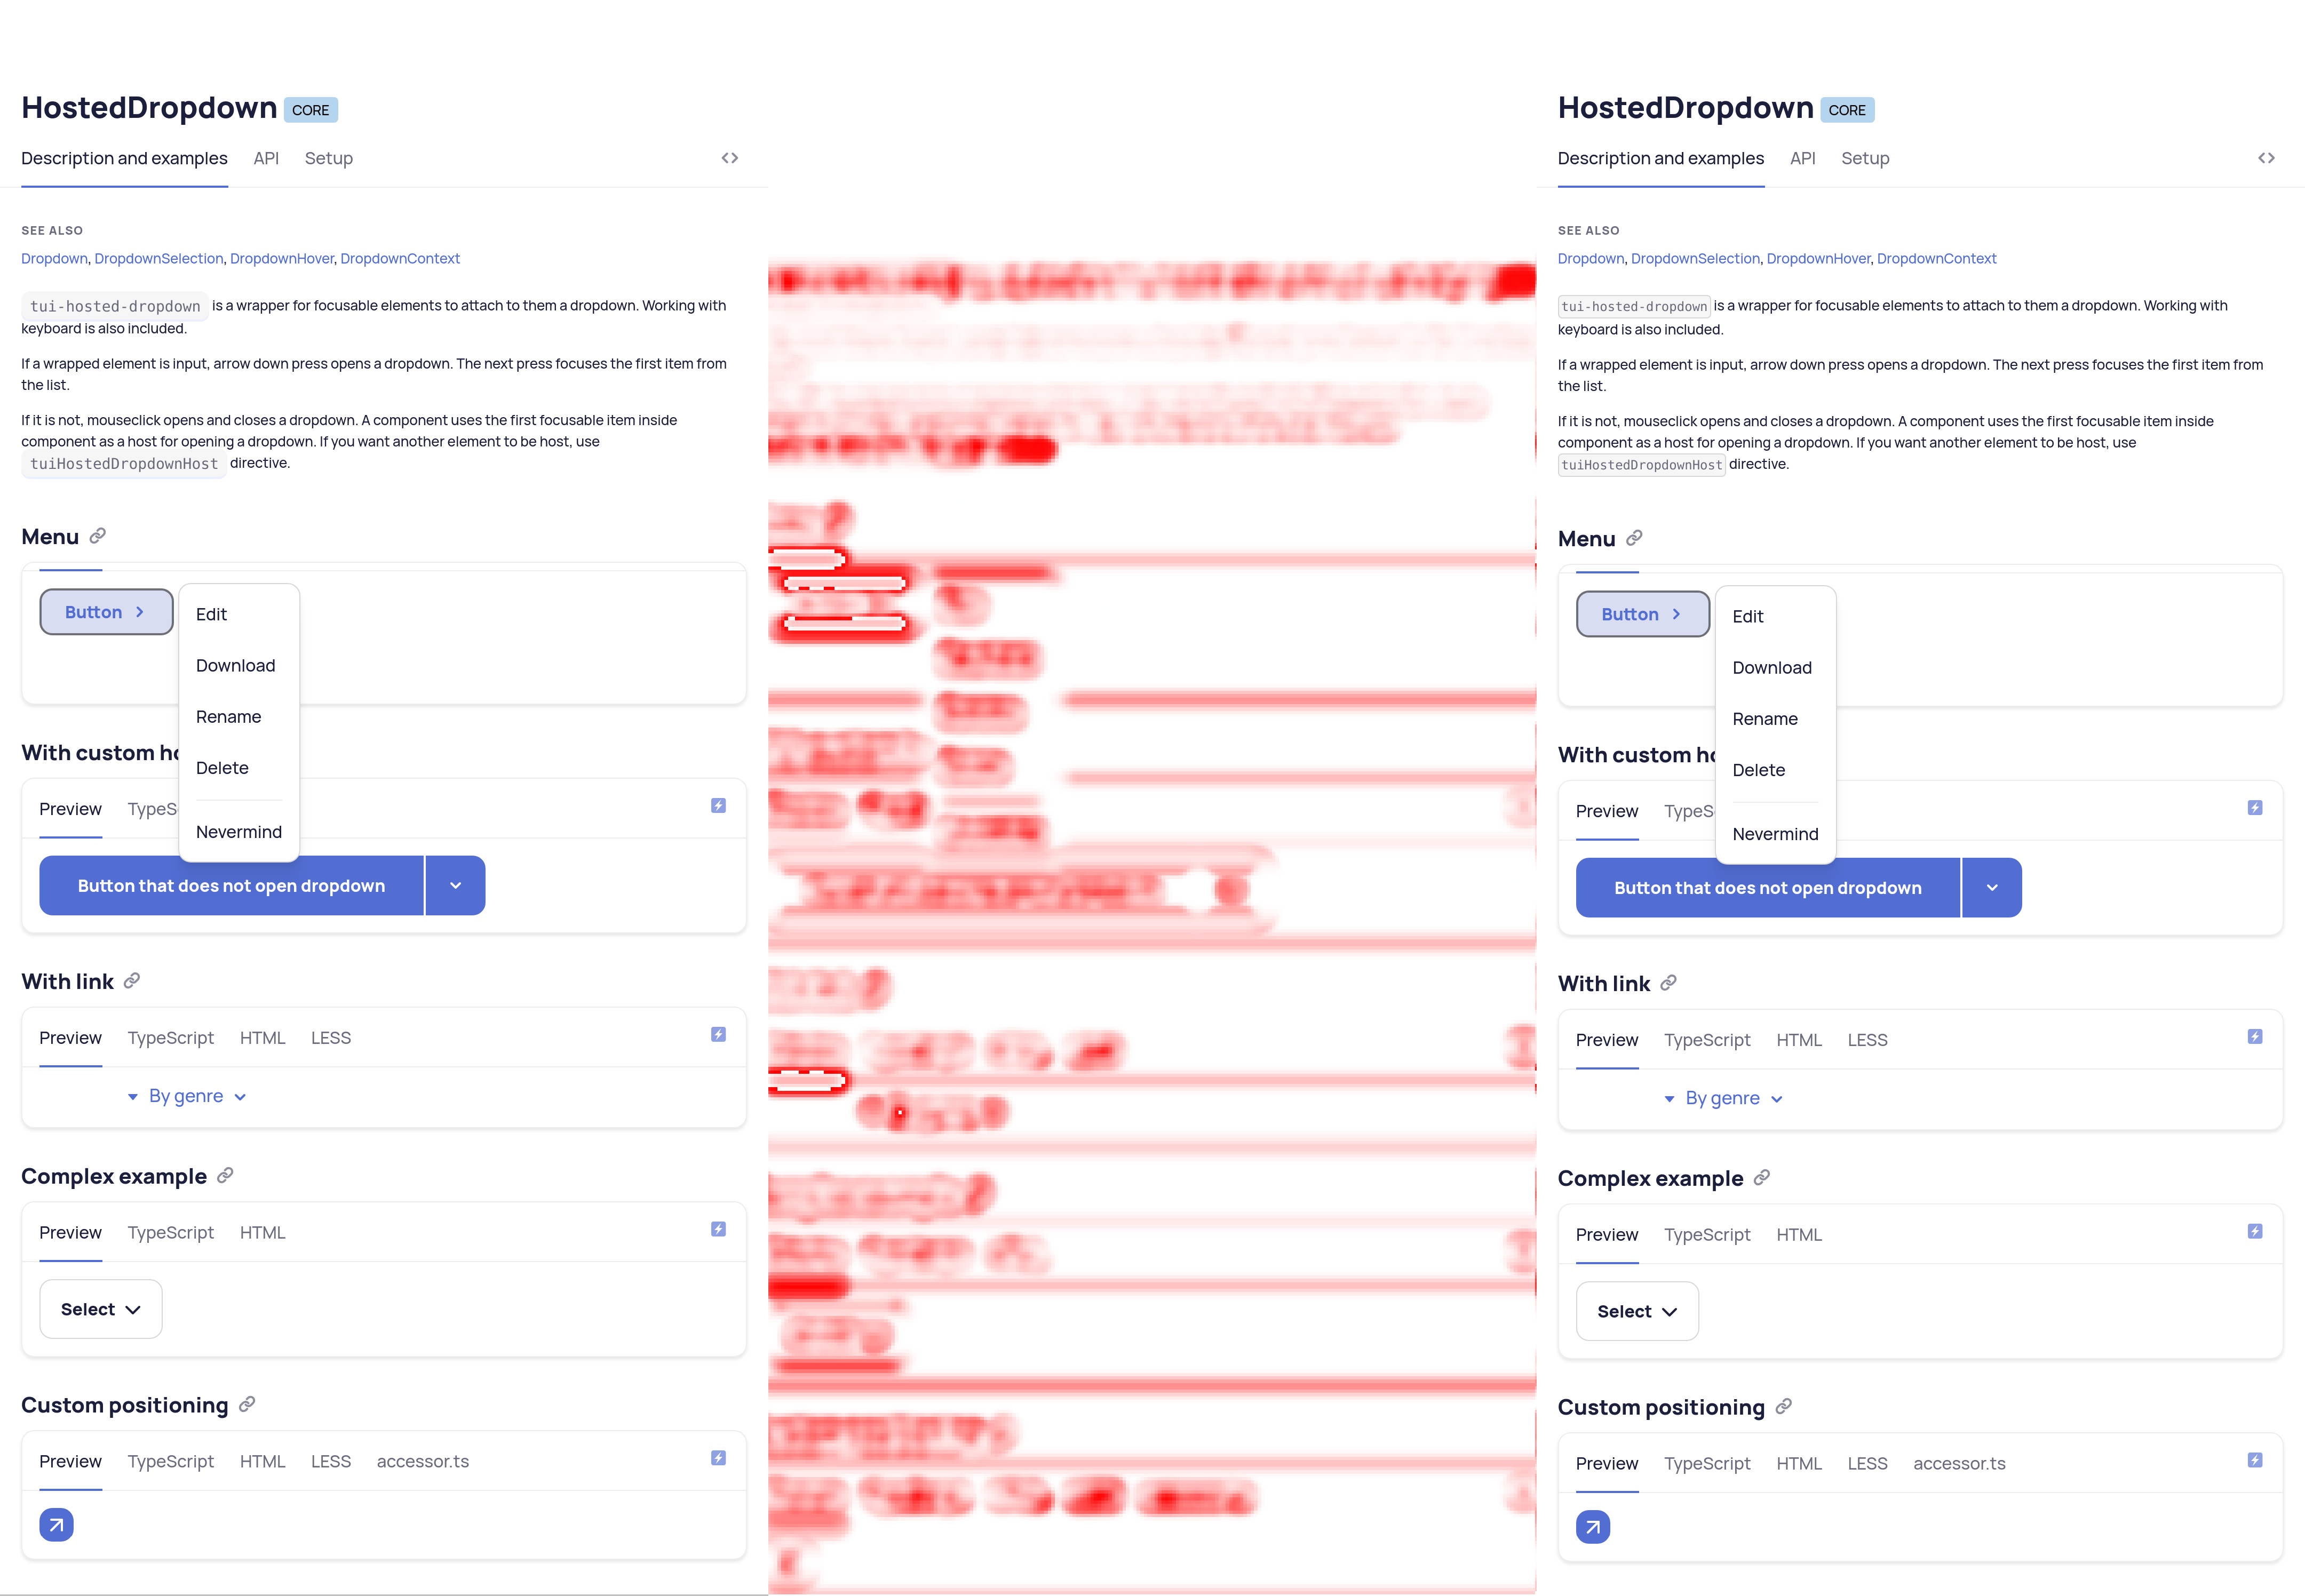 HostedDropdown CORE
Description and examples API Setup
SEE ALSO
Dropdown, DropdownSelection, DropdownHover, DropdownContext
tui-hosted-dropdown is a wrapper for focusable elements to attach to them a dropdown. Working with
keyboard is also included.
If a wrapped element is input, arrow down press opens a dropdown. The next press focuses the first item from
the list.
If it is not, mouseclick opens and closes a dropdown. A component uses the first focusable item inside
component as a host for opening a dropdown. If you want another element to be host, use
tuiHostedDropdownHost directive.
Menu
Button
Edit
Download
Rename
Delete
Nevermind
With custom ho
Preview TypeS
Button that does not open dropdown
With link
Preview TypeScript HTML LESS
By genre
Complex example
Preview TypeScript HTML
Select
Custom positioning
Preview TypeScript HTML LESS accessor.ts
HostedDropdown CORE
Description and examples API Setup
SEE ALSO
Dropdown, DropdownSelection, DropdownHover, DropdownContext
tui-hosted-dropdown is a wrapper for focusable elements to attach to them a dropdown. Working with
keyboard is also included.
If a wrapped element is input, arrow down press opens a dropdown. The next press focuses the first item from
the list.
If it is not, mouseclick opens and closes a dropdown. A component uses the first focusable item inside
component as a host for opening a dropdown. If you want another element to be host, use
tuiHostedDropdownHost directive.
Menu
Button
Edit
Download
Rename
Delete
Nevermind
With custom ho
Preview TypeS
Button that does not open dropdown
With link
Preview TypeScript HTML LESS
By genre
Complex example
Preview TypeScript HTML
Select
Custom positioning
Preview TypeScript HTML LESS accessor.ts